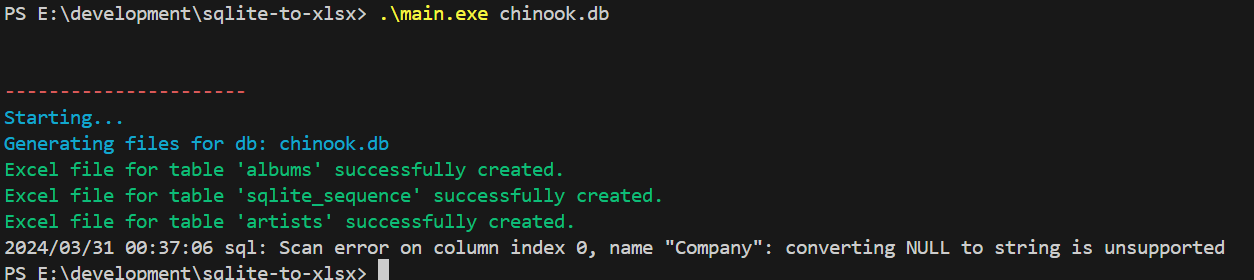 PS E:\development\sqlite-to-xlsx> .\main.exe chinook.db
----------------------
Starting...
Generating files for db: chinook.db
Excel file for table 'albums' successfully created.
Excel file for table 'sqlite_sequence' successfully created.
Excel file for table 'artists' successfully created.
2024/03/31 00:37:06 sql: Scan error on column index 0, name "Company": converting NULL to string is unsupported
PS E:\development\sqlite-to-xlsx>